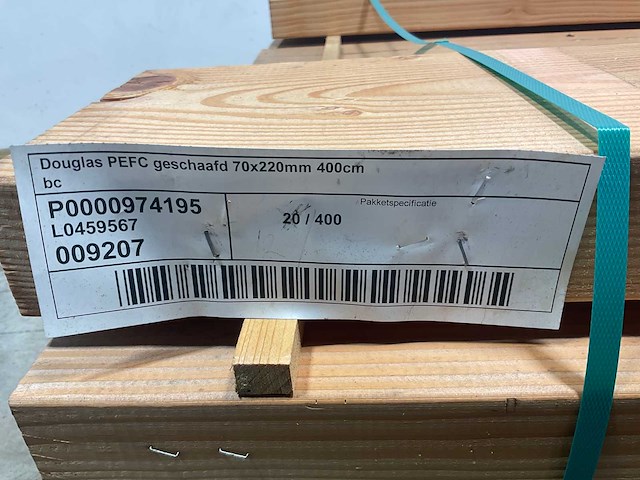 Douglas PEFC geschaafd 70x220mm 400cm
bc
P0000974195
L0459567
009207
Pakketspecificatie
20 / 400